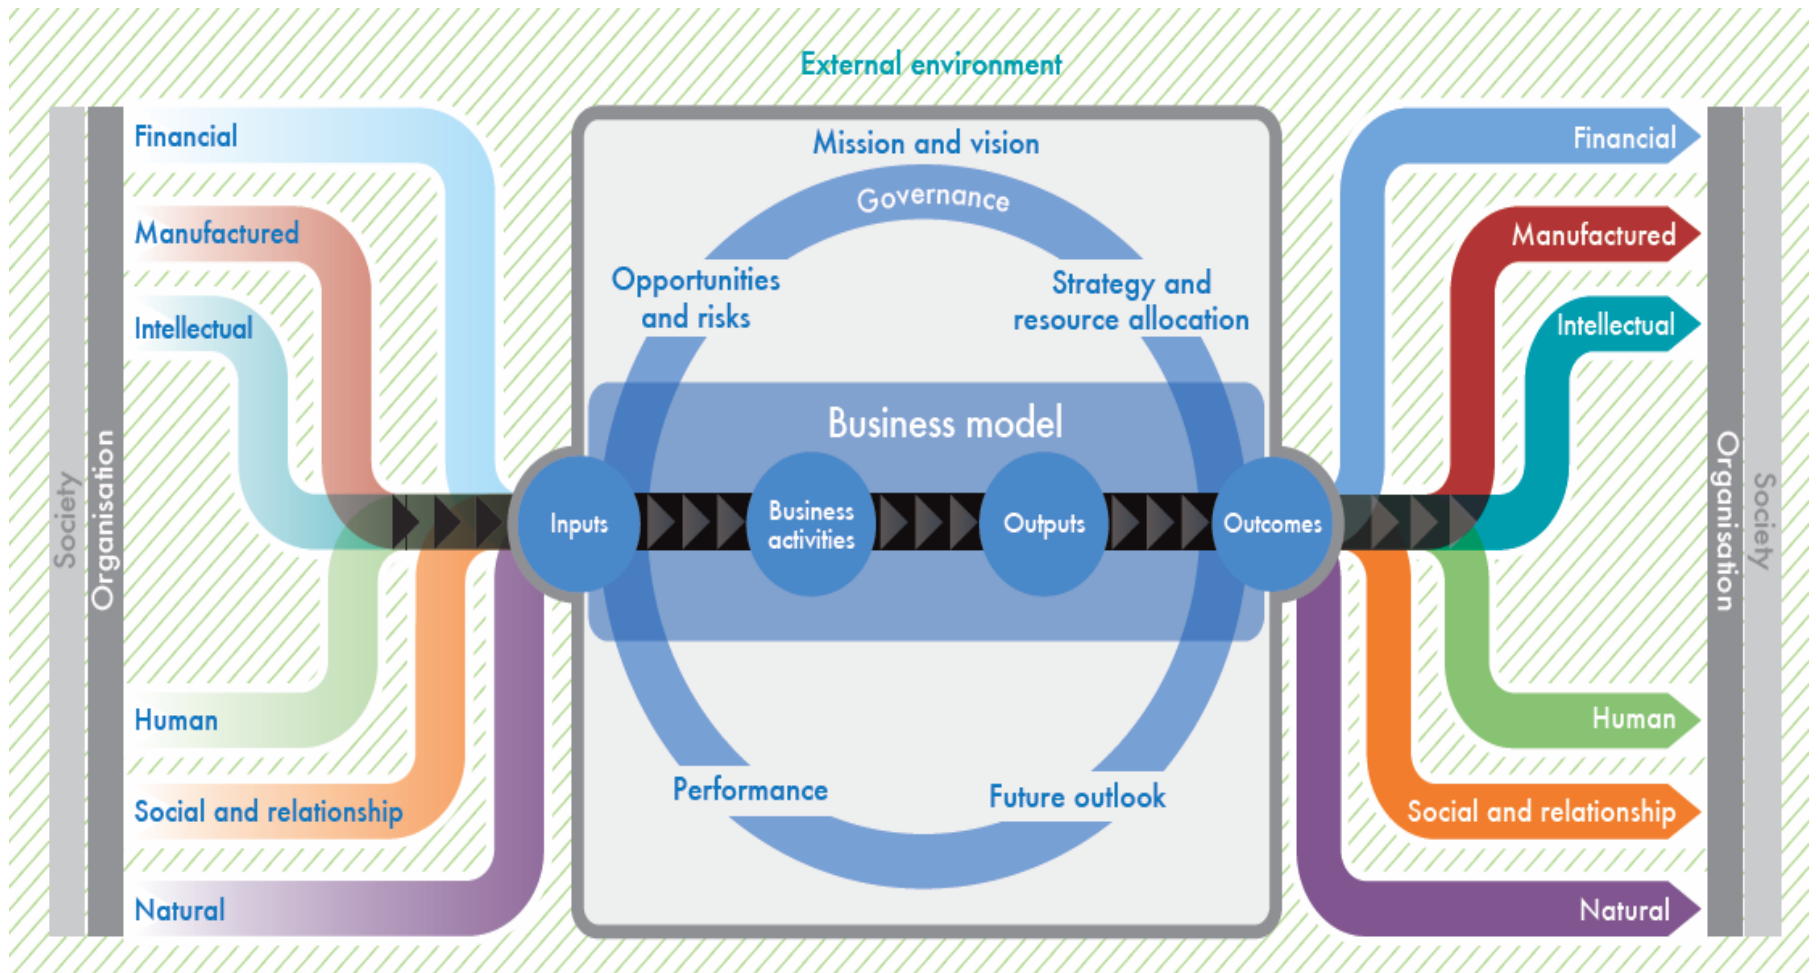 External environment
Society
Organisation
Financial
Manufactured
Intellectual
Human
Social and relationship
Natural
Mission and vision
Governance
Opportunities
and risks
Strategy and
resource allocation
Business model
Inputs
Business
activities
Outputs
Outcomes
Performance
Future outlook
Financial
Manufactured
Intellectual
Human
Social and relationship
Natural
Organisation
Society